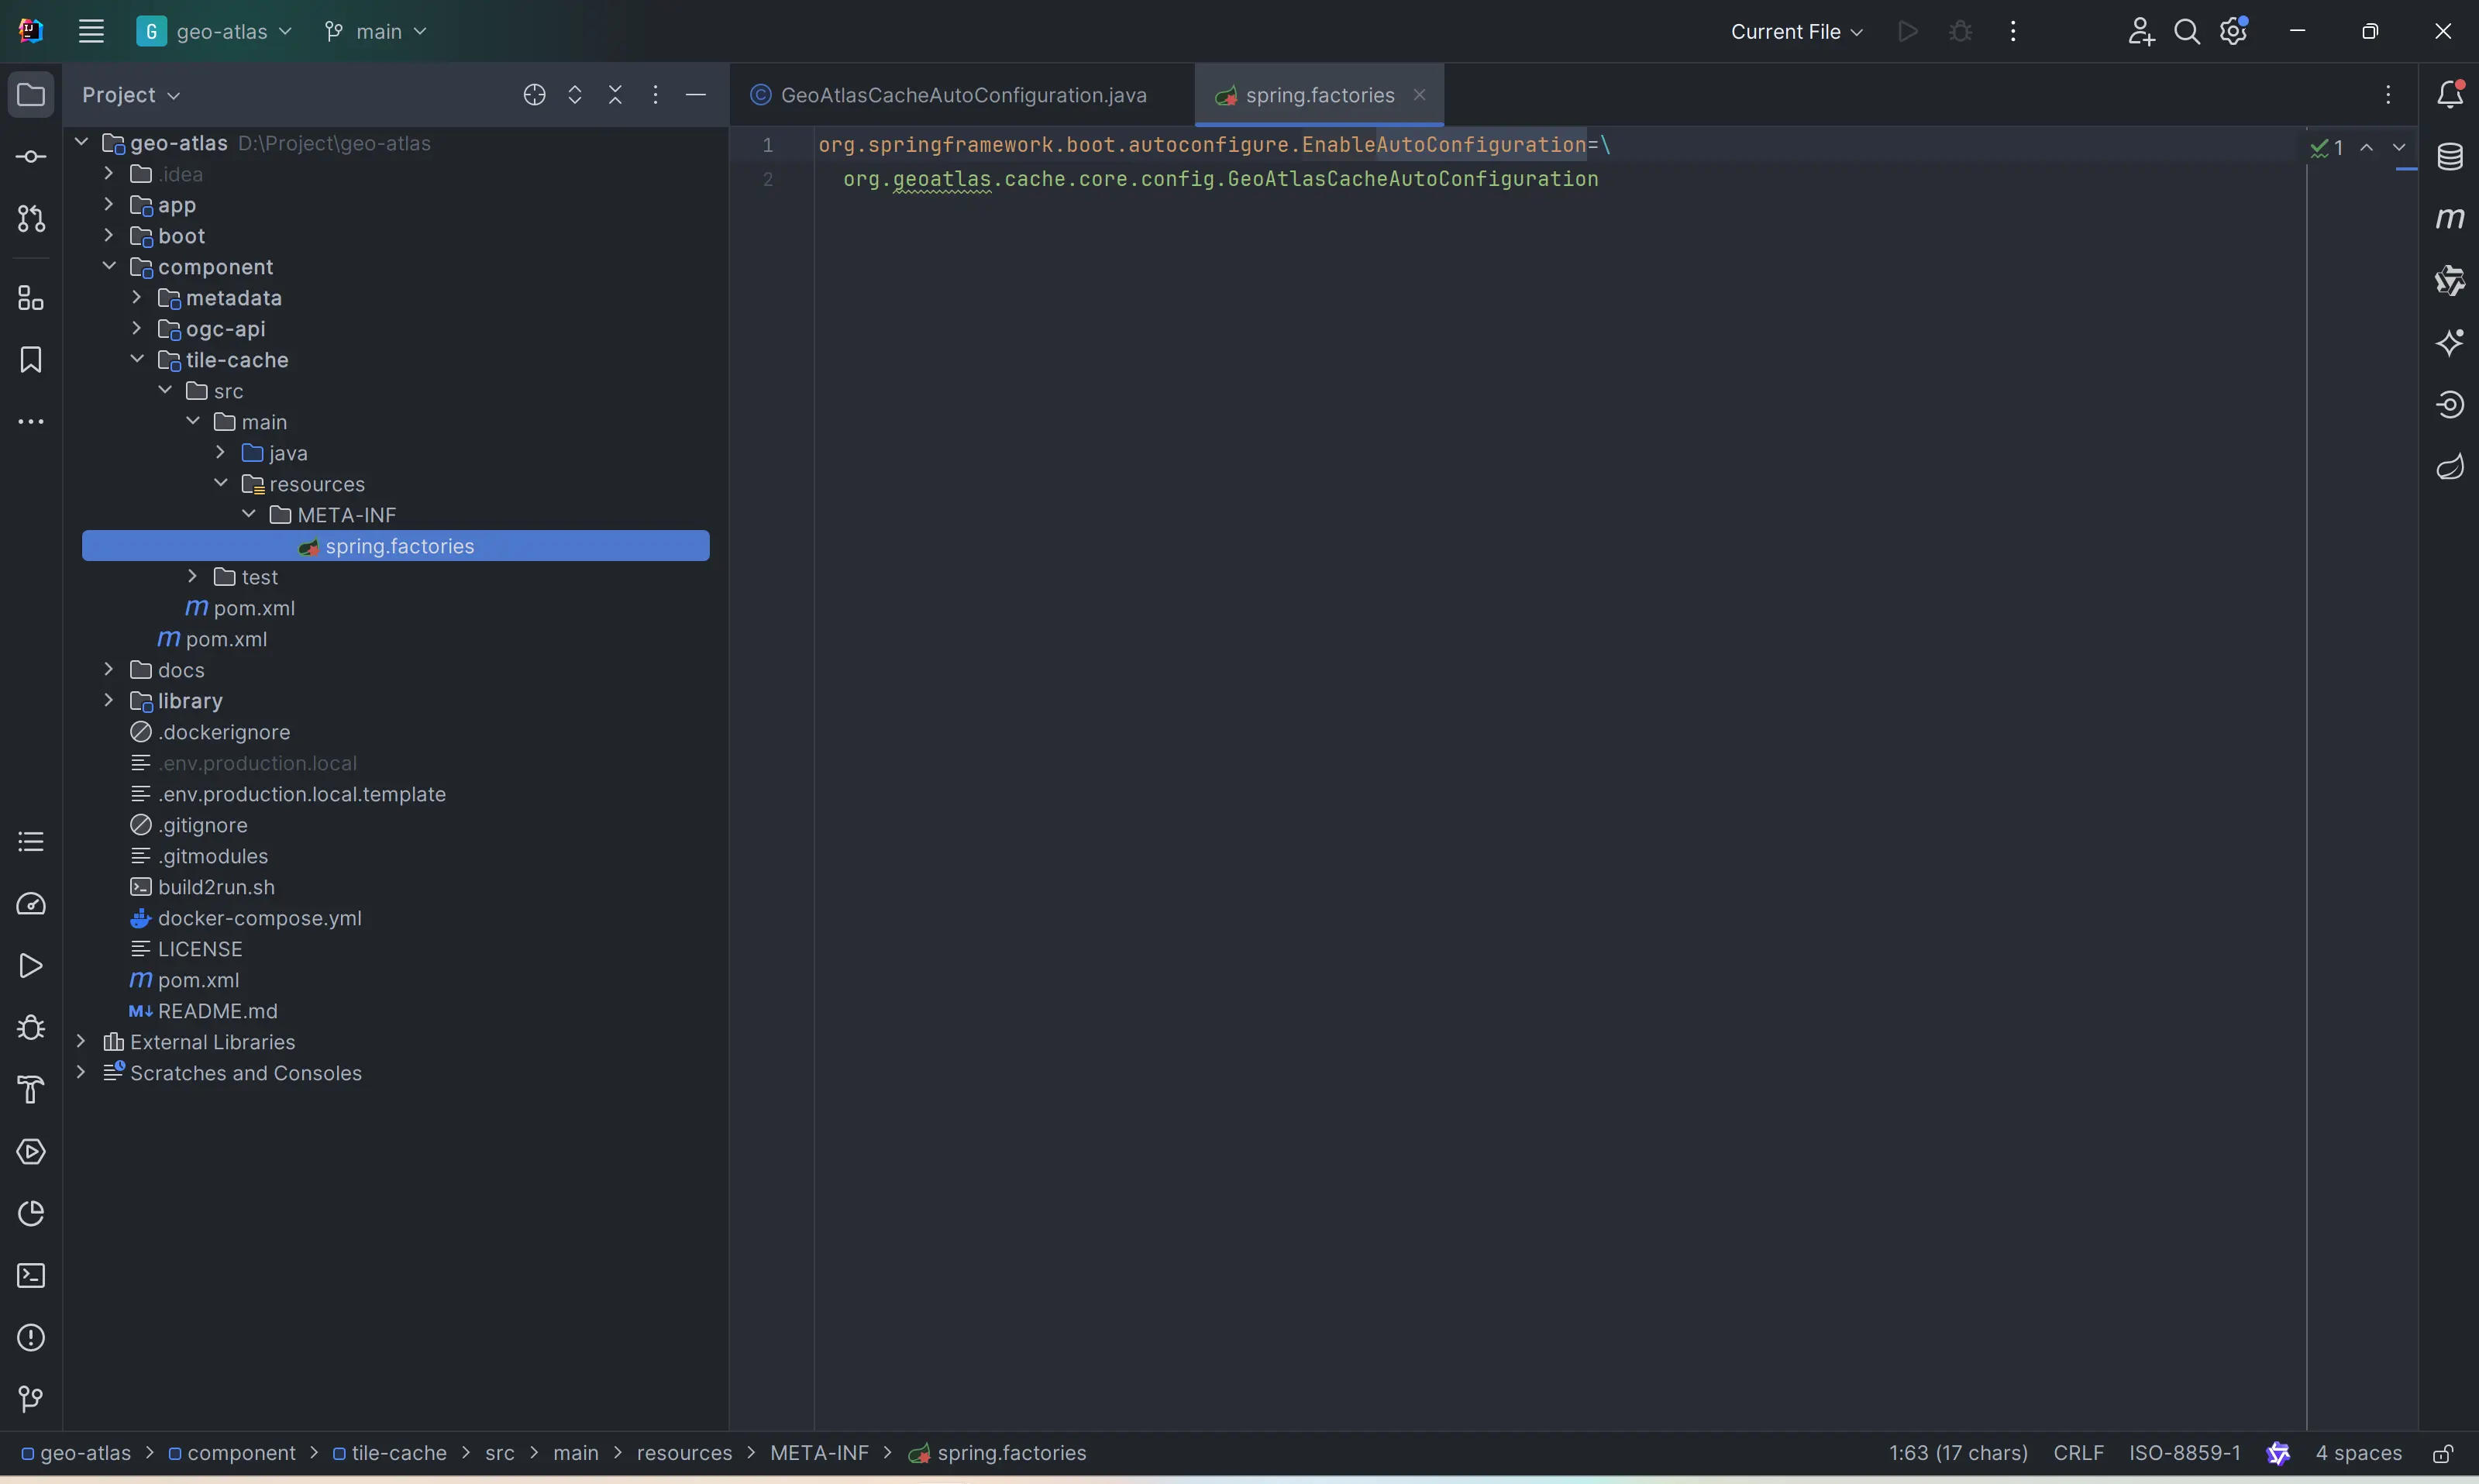 G geo-atlas main Current File
Project
GeoAtlasCacheAutoConfiguration.java spring.factories
geo-atlas D:\Project\geo-atlas
.idea
app
boot
component
metadata
ogc-api
tile-cache
src
main
java
resources
META-INF
spring.factories
test
m pom.xml
m pom.xml
docs
library
.dockerignore
.env.production.local
.env.production.local.template
.gitignore
.gitmodules
build2run.sh
docker-compose.yml
LICENSE
m pom.xml
M↓ README.md
External Libraries
Scratches and Consoles
1 org.springframework.boot.autoconfigure.EnableAutoConfiguration=\
2 org.geoatlas.cache.core.config.GeoAtlasCacheAutoConfiguration
1
m
geo-atlas > component > tile-cache > src > main > resources > META-INF > spring.factories 1:63 (17 chars) CRLF ISO-8859-1 4 spaces